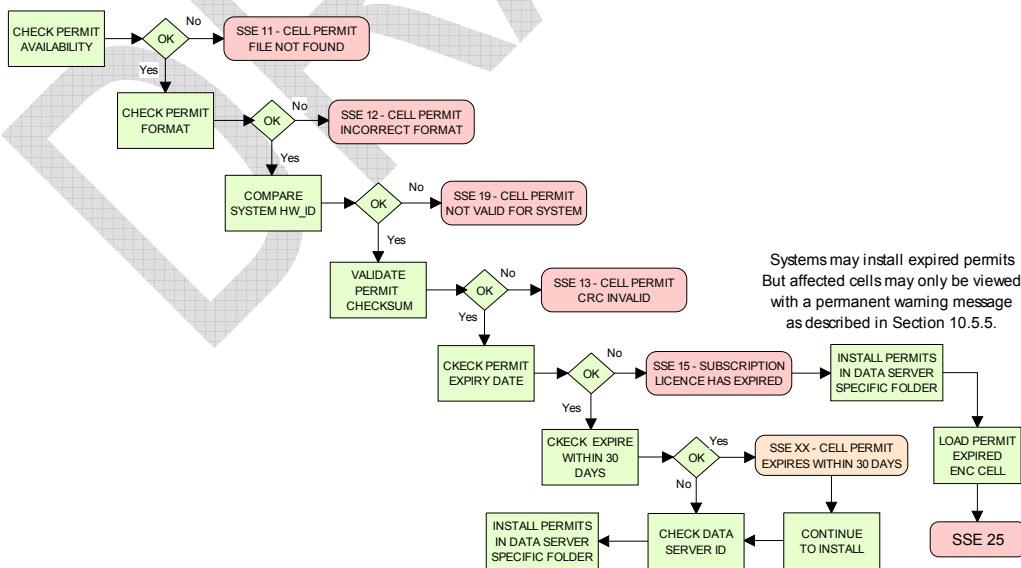 CHECK PERMIT
AVAILABILITY
OK
No
SSE 11 - CELL PERMIT
FILE NOT FOUND
Yes
CHECK PERMIT
FORMAT
OK
No
SSE 12 - CELL PERMIT
INCORRECT FORMAT
Yes
COMPARE
SYSTEM HW_ID
OK
No
SSE 19 - CELL PERMIT
NOT VALID FOR SYSTEM
Yes
VALIDATE
PERMIT
CHECKSUM
OK
No
SSE 13 - CELL PERMIT
CRC INVALID
Yes
Systems may install expired permits
But affected cells may only be viewed
with a permanent warning message
as described in Section 10.5.5.
CKECK PERMIT
EXPIRY DATE
OK
No
SSE 15 - SUBSCRIPTION
LICENCE HAS EXPIRED
INSTALL PERMITS
IN DATA SERVER
SPECIFIC FOLDER
Yes
CKECK EXPIRE
WITHIN 30
DAYS
OK
Yes
SSE XX - CELL PERMIT
EXPIRES WITHIN 30 DAYS
LOAD PERMIT
EXPIRED
ENC CELL
No
INSTALL PERMITS
IN DATA SERVER
SPECIFIC FOLDER
CHECK DATA
SERVER ID
CONTINUE
TO INSTALL
SSE 25